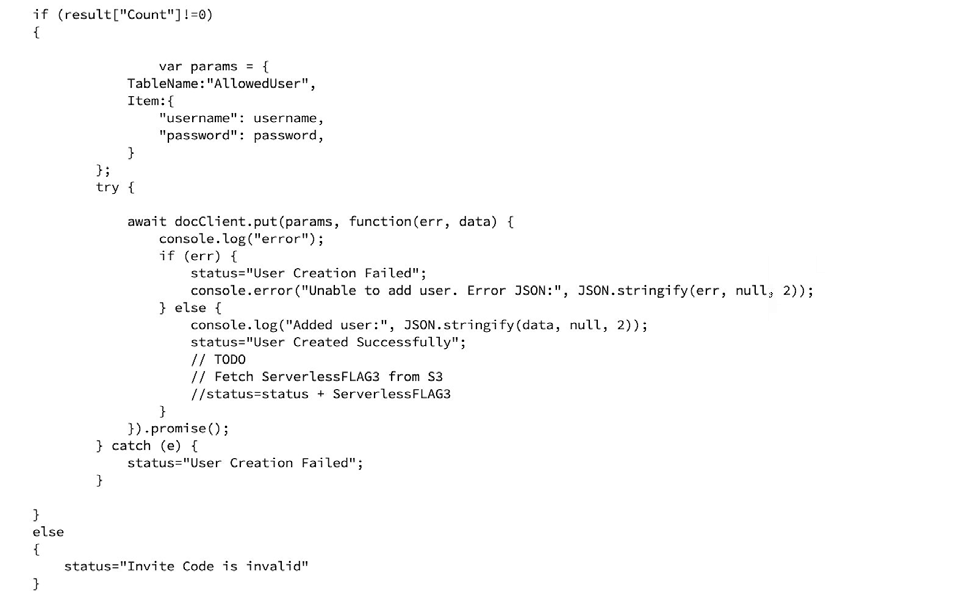 if (result["Count"]!=0)
{
var params = {
TableName:"AllowedUser",
Item:{
"username": username,
"password": password,
}
};
try {
await docClient.put(params, function(err, data) {
console.log("error");
if (err) {
status="User Creation Failed";
console.error("Unable to add user. Error JSON:", JSON.stringify(err, null, 2));
} else {
console.log("Added user:", JSON.stringify(data, null, 2));
status="User Created Successfully";
// TODO
// Fetch ServerlessFLAG3 from S3
//status=status + ServerlessFLAG3
}
}).promise();
} catch (e) {
status="User Creation Failed";
}
}
else
{
status="Invite Code is invalid"
}